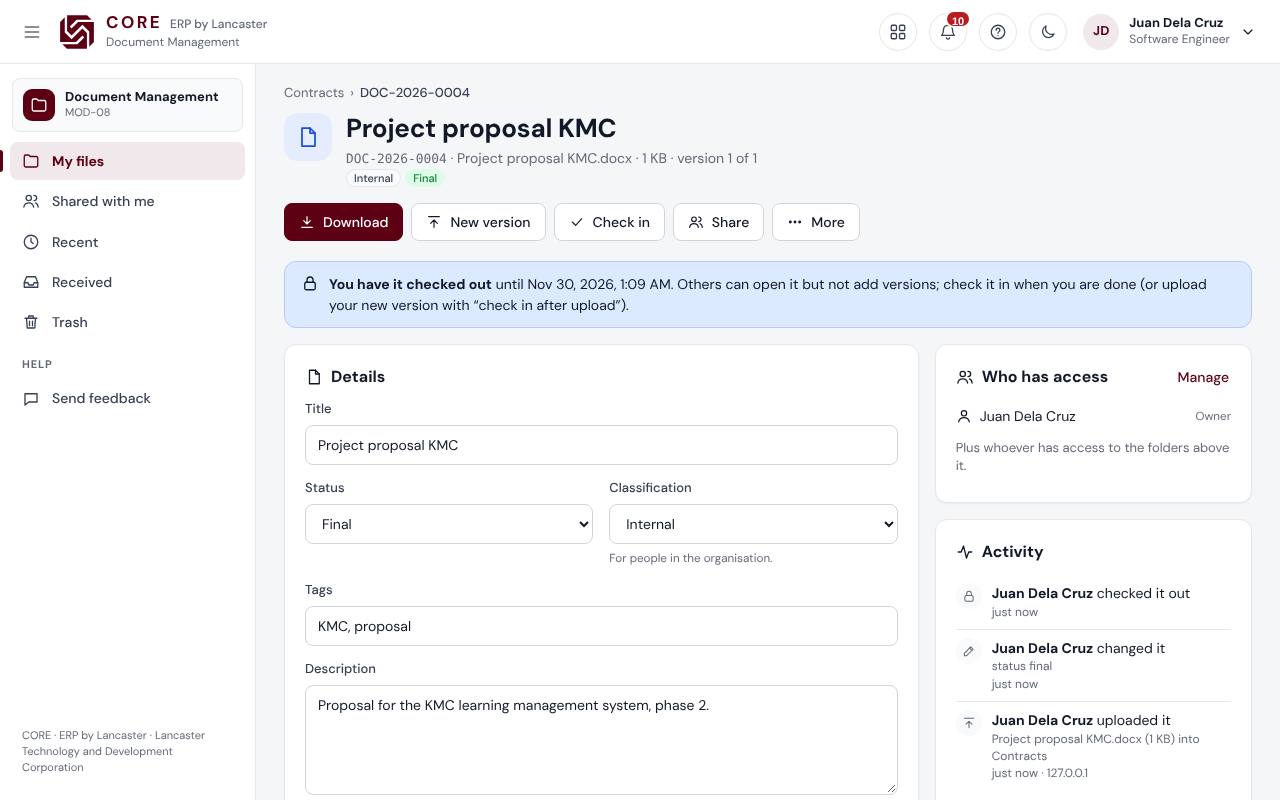 CORE ERP by Lancaster
Document Management
10
JD
Juan Dela Cruz
Software Engineer
Document Management
MOD-08
My files
Shared with me
Recent
Received
Trash
HELP
Send feedback
CORE · ERP by Lancaster · Lancaster
Technology and Development
Corporation
Contracts › DOC-2026-0004
Project proposal KMC
DOC-2026-0004 · Project proposal KMC.docx · 1 KB · version 1 of 1
Internal Final
Download New version Check in Share More
You have it checked out until Nov 30, 2026, 1:09 AM. Others can open it but not add versions; check it in when you are done (or upload
your new version with “check in after upload”).
Details
Title
Project proposal KMC
Status Classification
Final Internal
For people in the organisation.
Tags
KMC, proposal
Description
Proposal for the KMC learning management system, phase 2.
Who has access Manage
Juan Dela Cruz Owner
Plus whoever has access to the folders above
it.
Activity
Juan Dela Cruz checked it out
just now
Juan Dela Cruz changed it
status final
just now
Juan Dela Cruz uploaded it
Project proposal KMC.docx (1 KB) into
Contracts
just now · 127.0.0.1